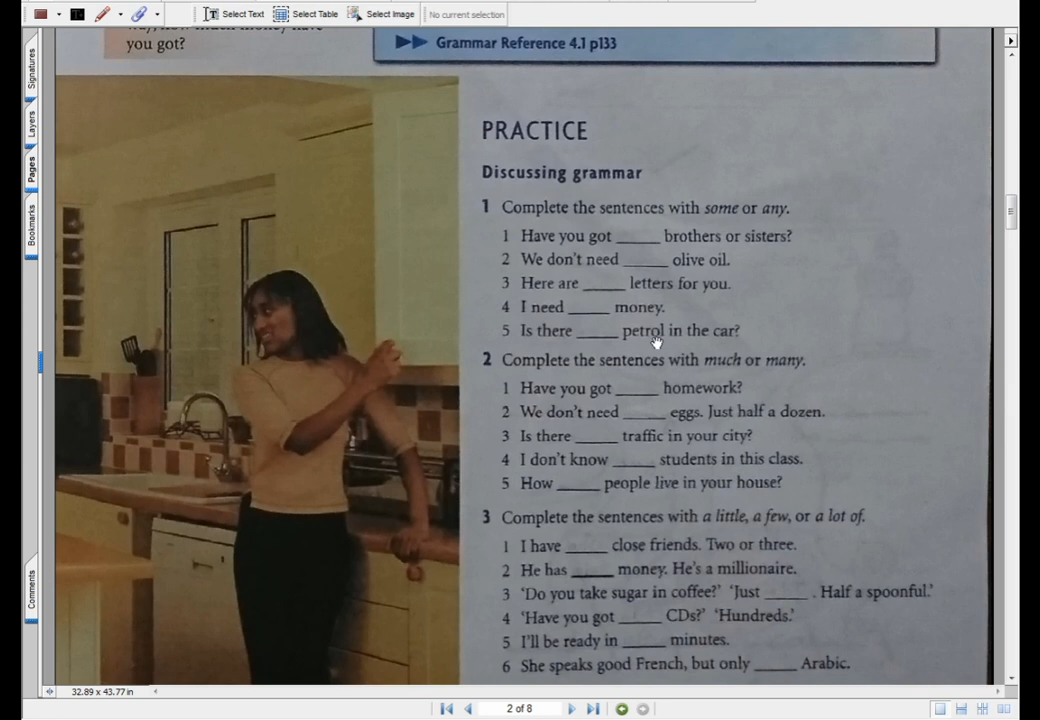 Select Text Select Table Select Image No current selection
you got?
Grammar Reference 4.1 p133
PRACTICE
Discussing grammar
1 Complete the sentences with some or any.
1 Have you got _____ brothers or sisters?
2 We don't need _____ olive oil.
3 Here are _____ letters for you.
4 I need _____ money.
5 Is there _____ petrol in the car?
2 Complete the sentences with much or many.
1 Have you got _____ homework?
2 We don't need _____ eggs. Just half a dozen.
3 Is there _____ traffic in your city?
4 I don't know _____ students in this class.
5 How _____ people live in your house?
3 Complete the sentences with a little, a few, or a lot of.
1 I have _____ close friends. Two or three.
2 He has _____ money. He's a millionaire.
3 'Do you take sugar in coffee?' 'Just _____ . Half a spoonful.'
4 'Have you got _____ CDs?' 'Hundreds.'
5 I'll be ready in _____ minutes.
6 She speaks good French, but only _____ Arabic.
Signatures
Layers
Pages
Bookmarks
Comments
32.89 x 43.77 in
2 of 8